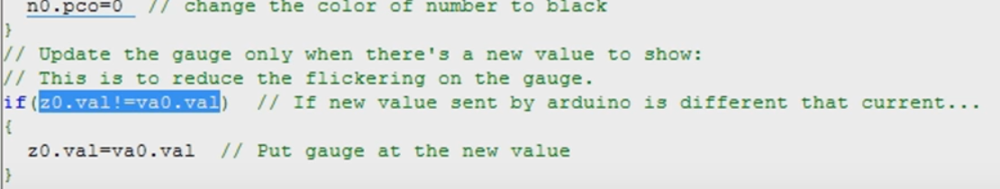 n0.pco=0  // change the color of number to black
}
// Update the gauge only when there's a new value to show:
// This is to reduce the flickering on the gauge.
if(z0.val!=va0.val)  // If new value sent by arduino is different that current...
{
  z0.val=va0.val  // Put gauge at the new value
}